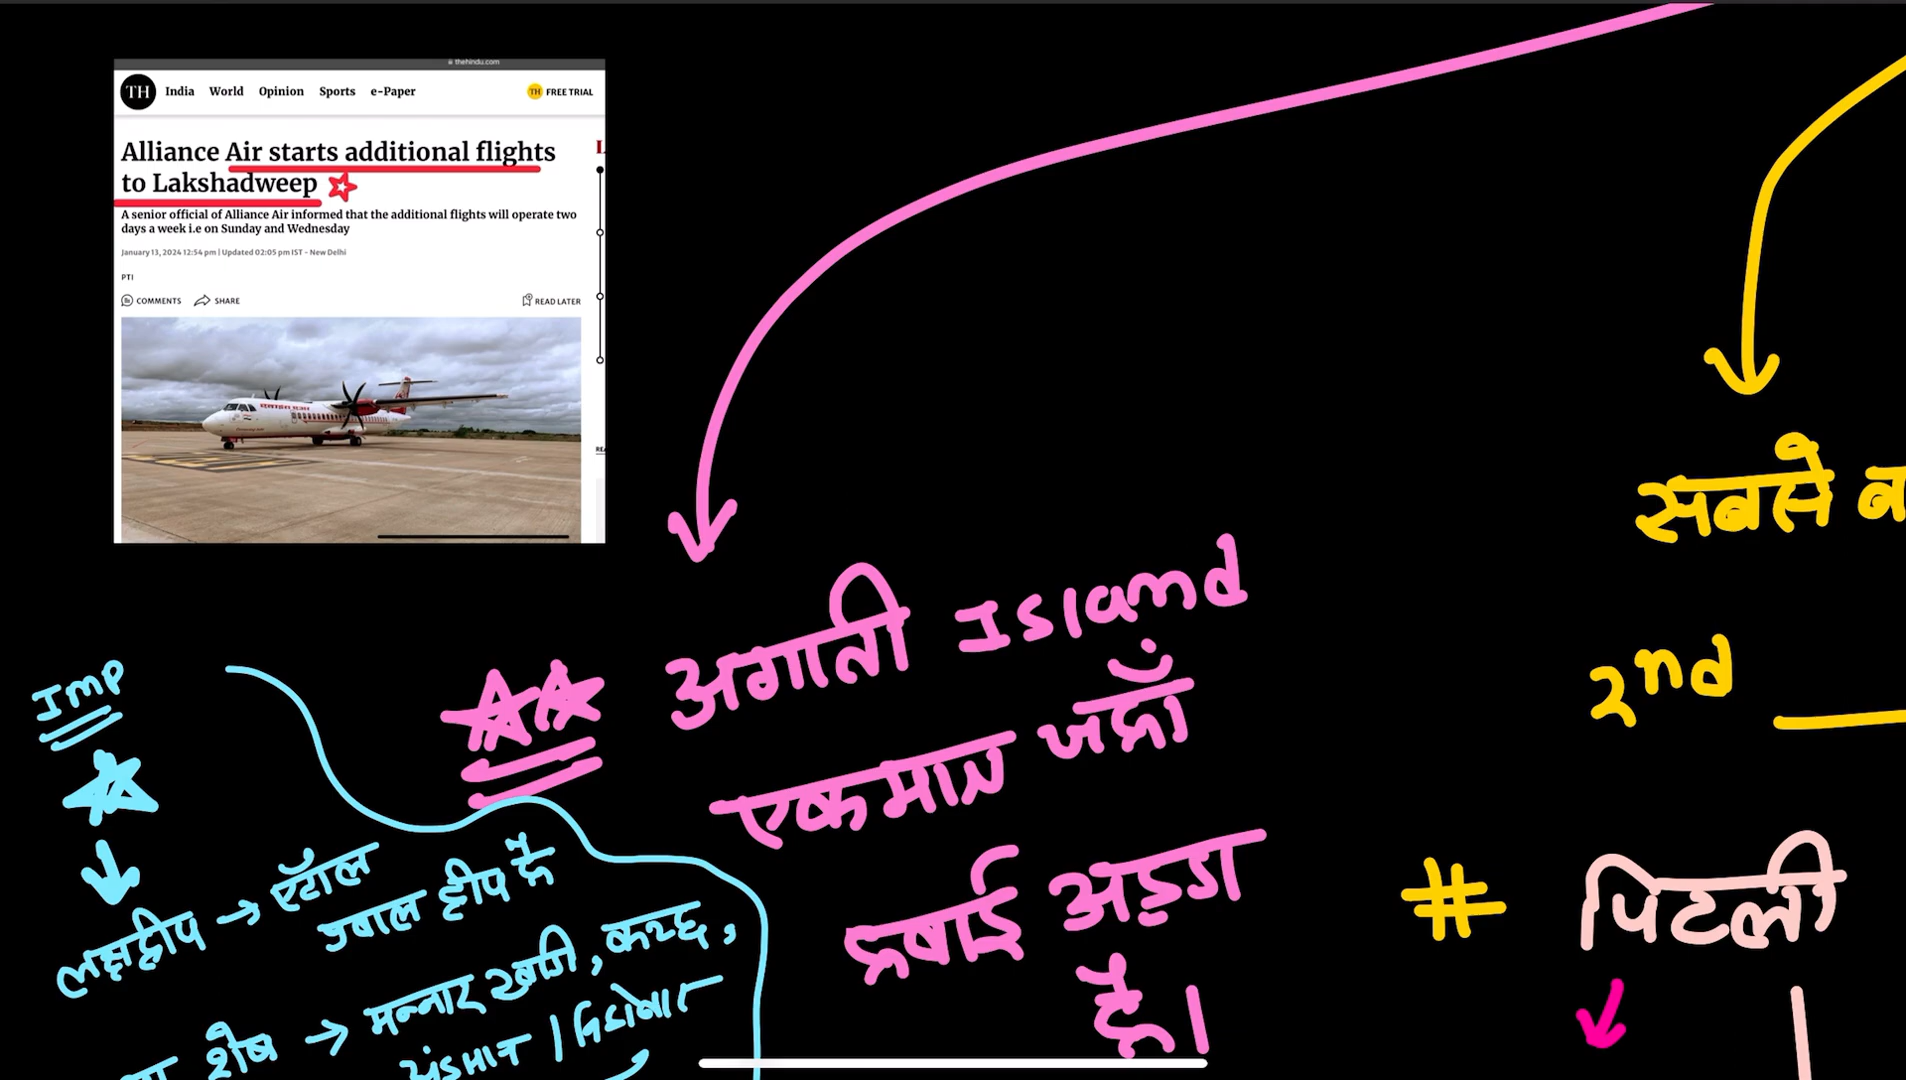 thehindu.com
TH India World Opinion Sports e-Paper TH FREE TRIAL
Alliance Air starts additional flights
to Lakshadweep
A senior official of Alliance Air informed that the additional flights will operate two
days a week i.e on Sunday and Wednesday
January 13, 2024 12:54 pm | Updated 02:05 pm IST - New Delhi
PTI
COMMENTS SHARE READ LATER
अगाती Island
एकमात्र जहाँ
हवाई अड्डा
है।
Imp
लक्षद्वीप → एटॉल
प्रवाल द्वीप है
शेष → मन्नार खाड़ी, कच्छ,
अंडमान | निकोबार
सबसे
2nd
# पिटली